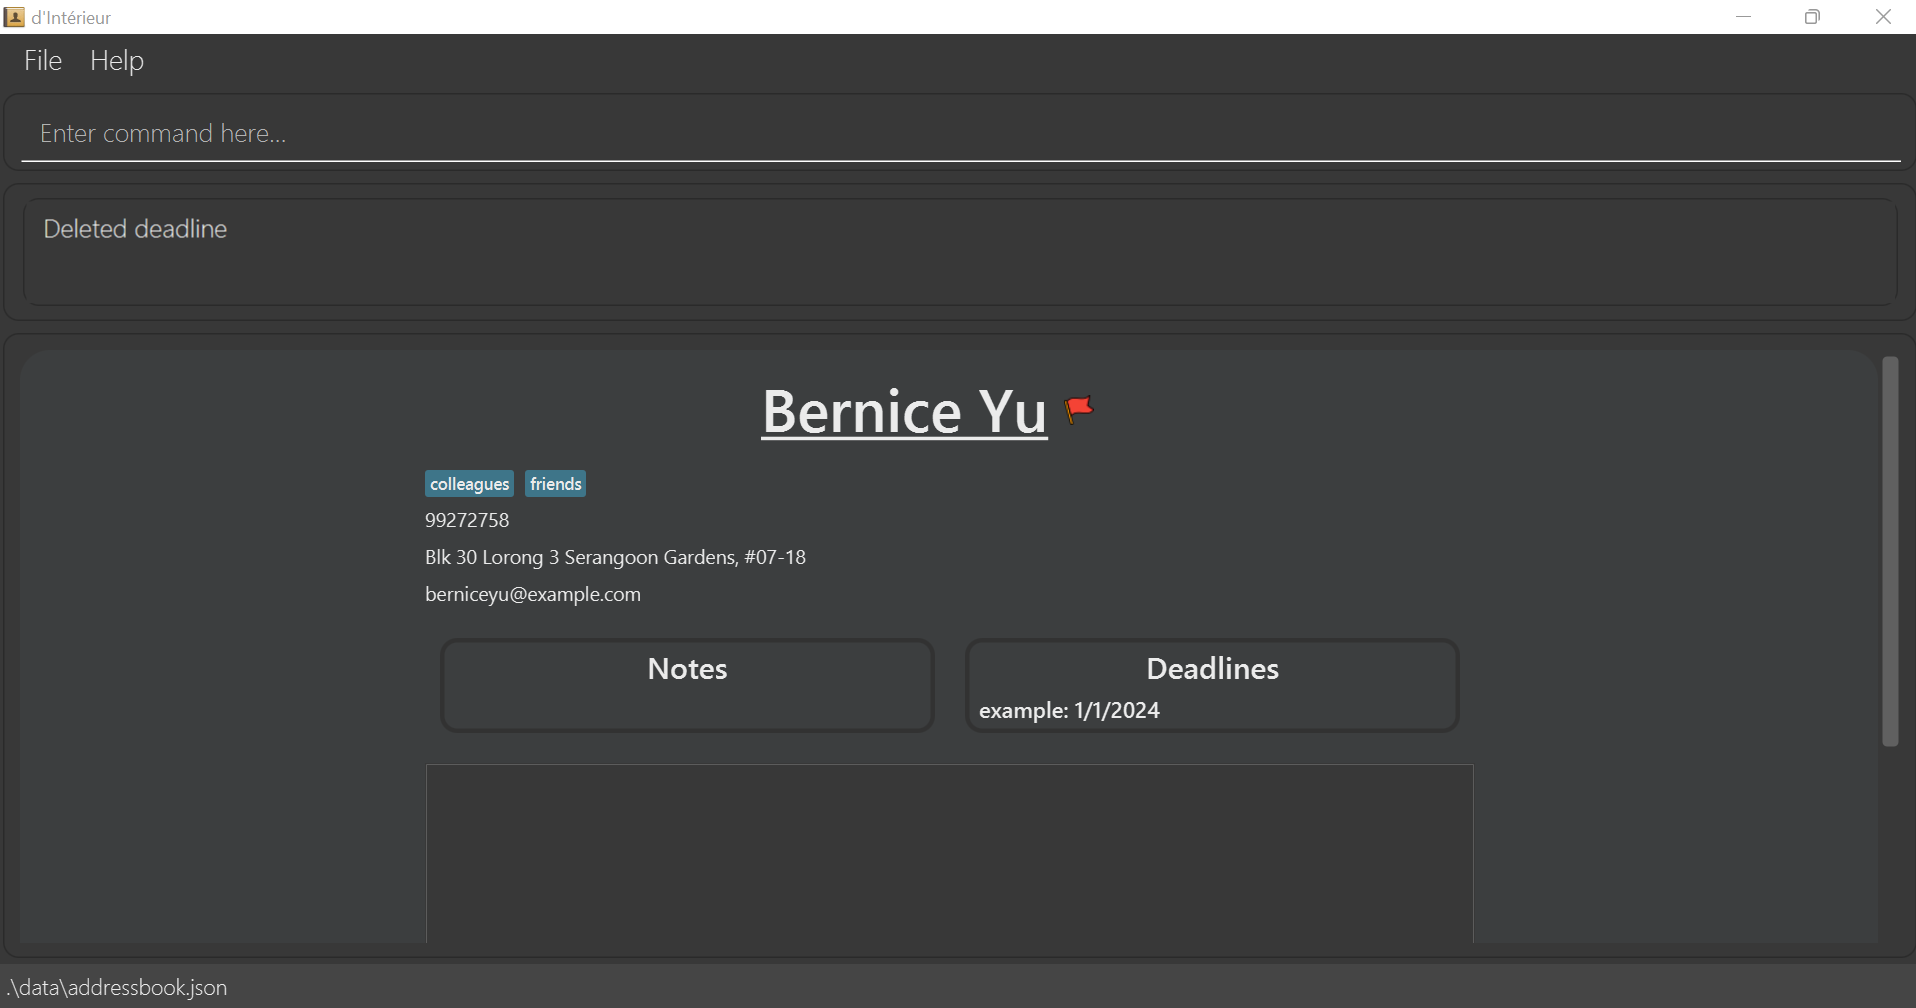 d'Intérieur
File Help
Enter command here...
Deleted deadline
Bernice Yu
colleagues friends
99272758
Blk 30 Lorong 3 Serangoon Gardens, #07-18
berniceyu@example.com
Notes
Deadlines
example: 1/1/2024
.\data\addressbook.json